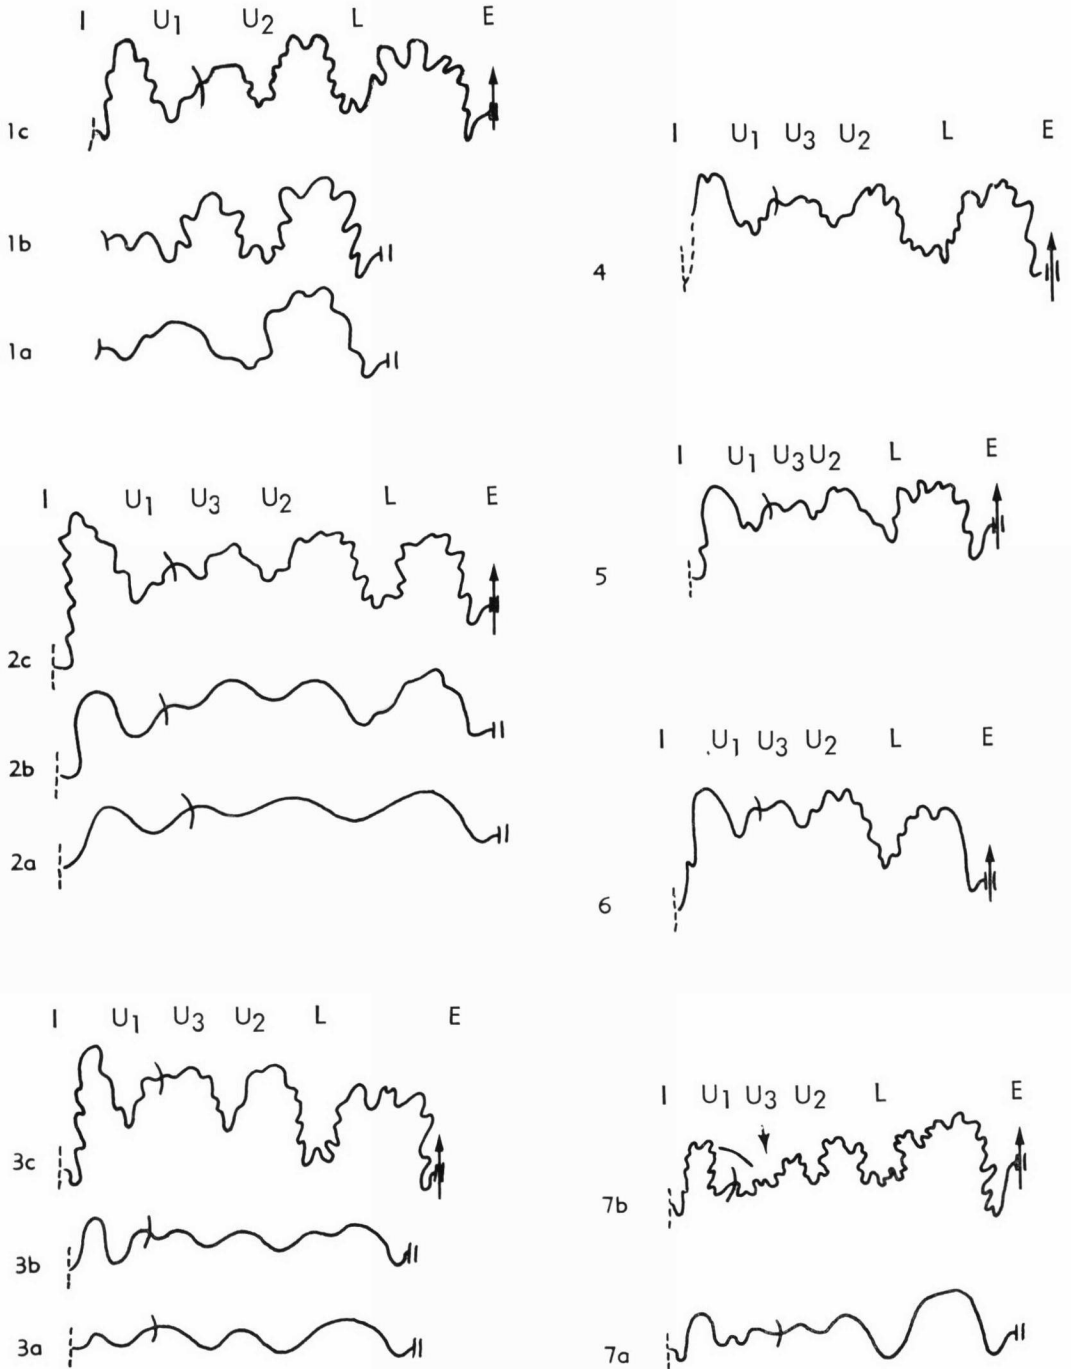 I U1 U2 L E
1c
1b
1a
I U1 U3 U2 L E
4
I U1 U3 U2 L E
2c
2b
2a
I U1 U3 U2 L E
5
I U1 U3 U2 L E
6
I U1 U3 U2 L E
3c
3b
3a
I U1 U3 U2 L E
7b
7a